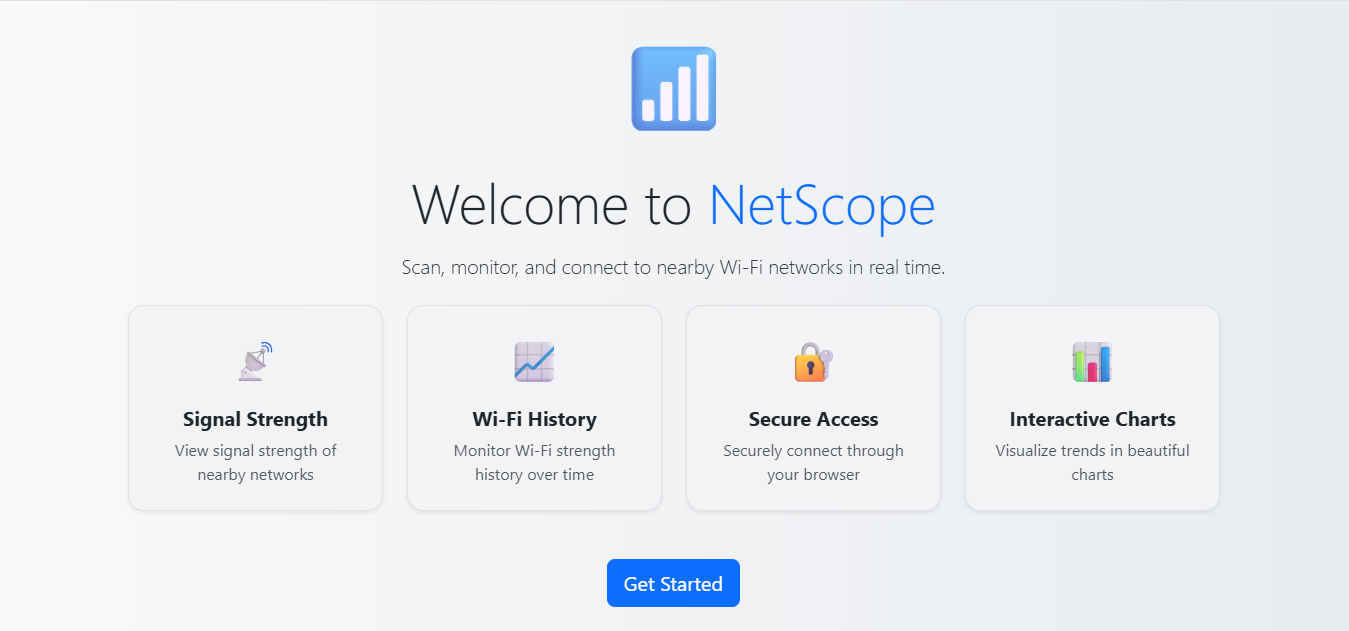 Welcome to NetScope
Scan, monitor, and connect to nearby Wi-Fi networks in real time.
Signal Strength
View signal strength of
nearby networks
Wi-Fi History
Monitor Wi-Fi strength
history over time
Secure Access
Securely connect through
your browser
Interactive Charts
Visualize trends in beautiful
charts
Get Started